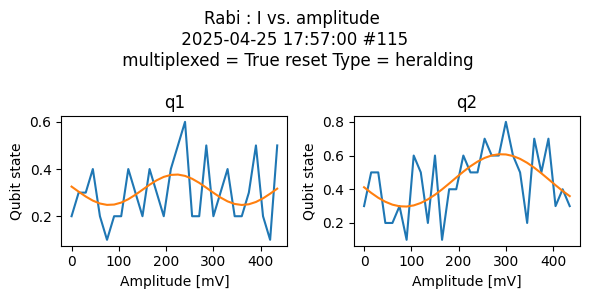 Rabi : I vs. amplitude
2025-04-25 17:57:00 #115
multiplexed = True reset Type = heralding
q1
q2
Qubit state
0.6
0.4
0.2
0 100 200 300 400
Amplitude [mV]
Qubit state
0.8
0.6
0.4
0.2
0 100 200 300 400
Amplitude [mV]